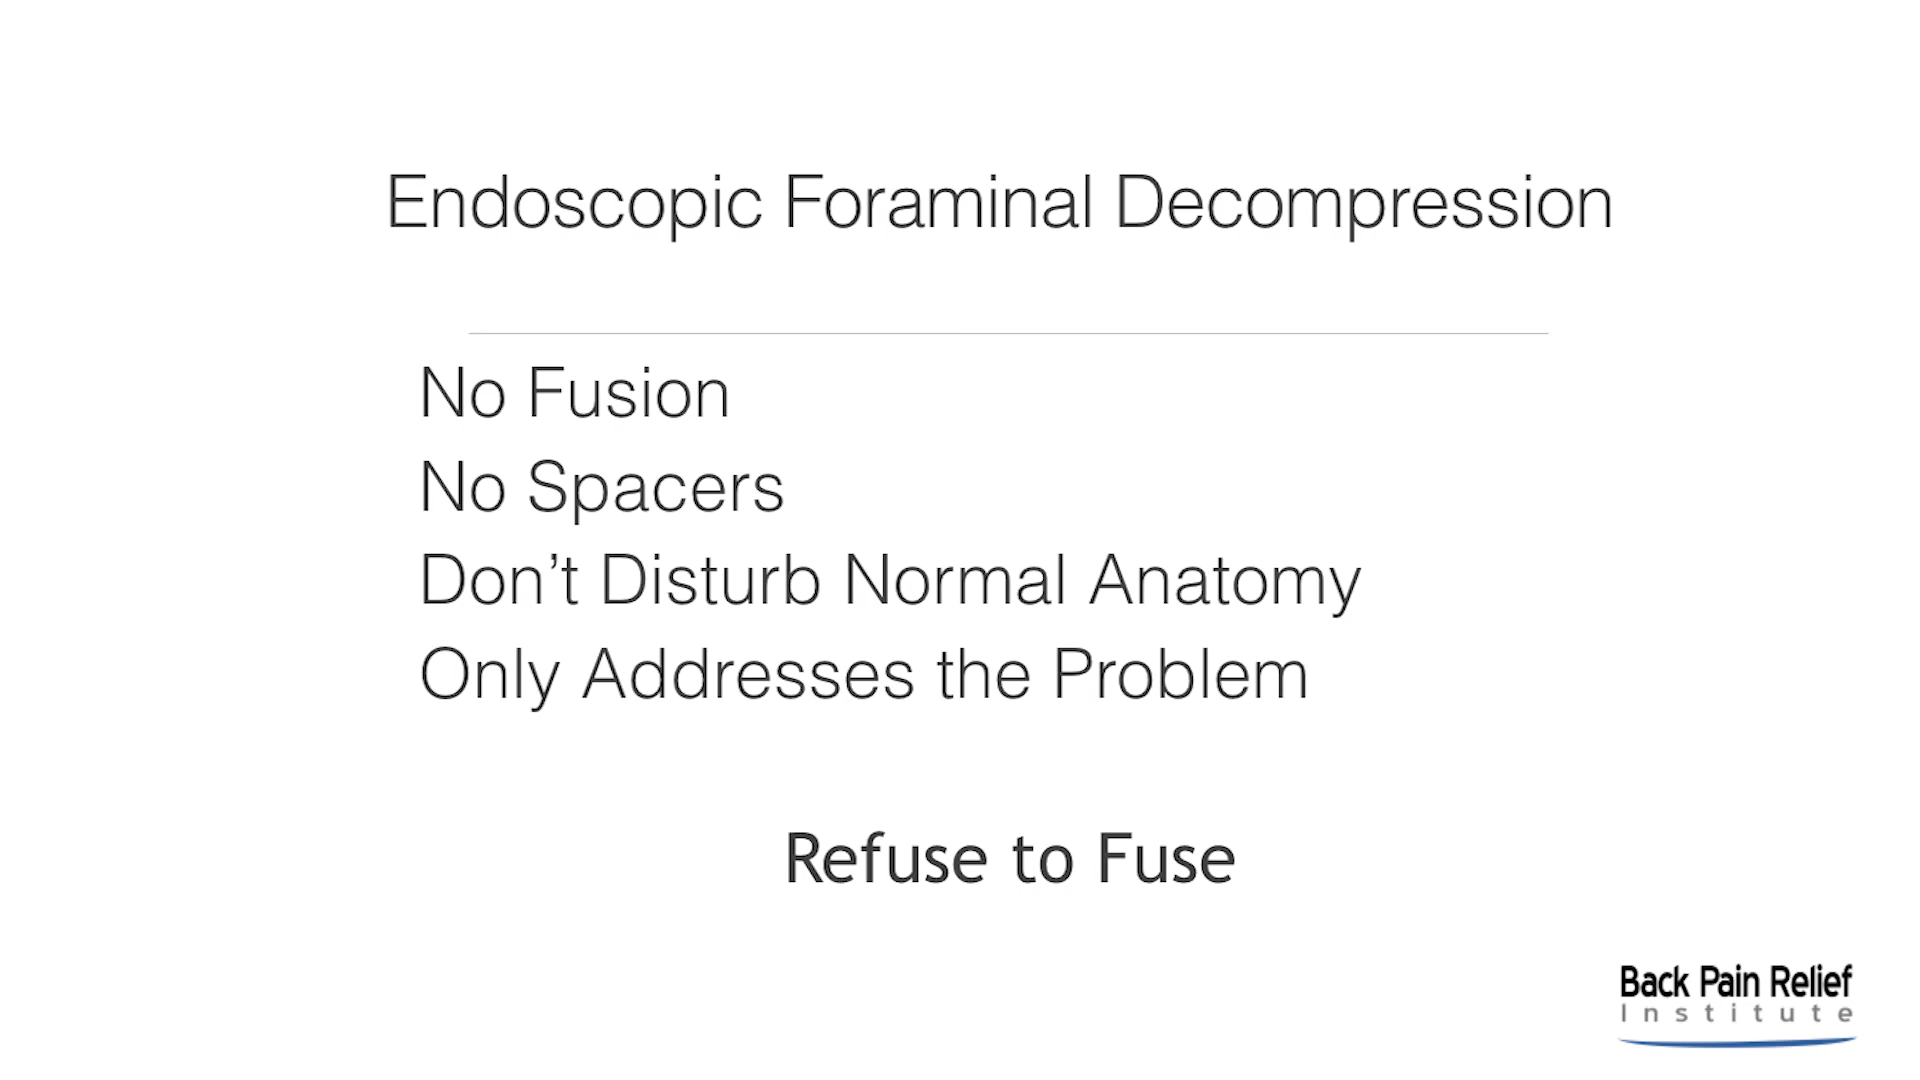 Endoscopic Foraminal Decompression
No Fusion
No Spacers
Don’t Disturb Normal Anatomy
Only Addresses the Problem
Refuse to Fuse
Back Pain Relief
Institute